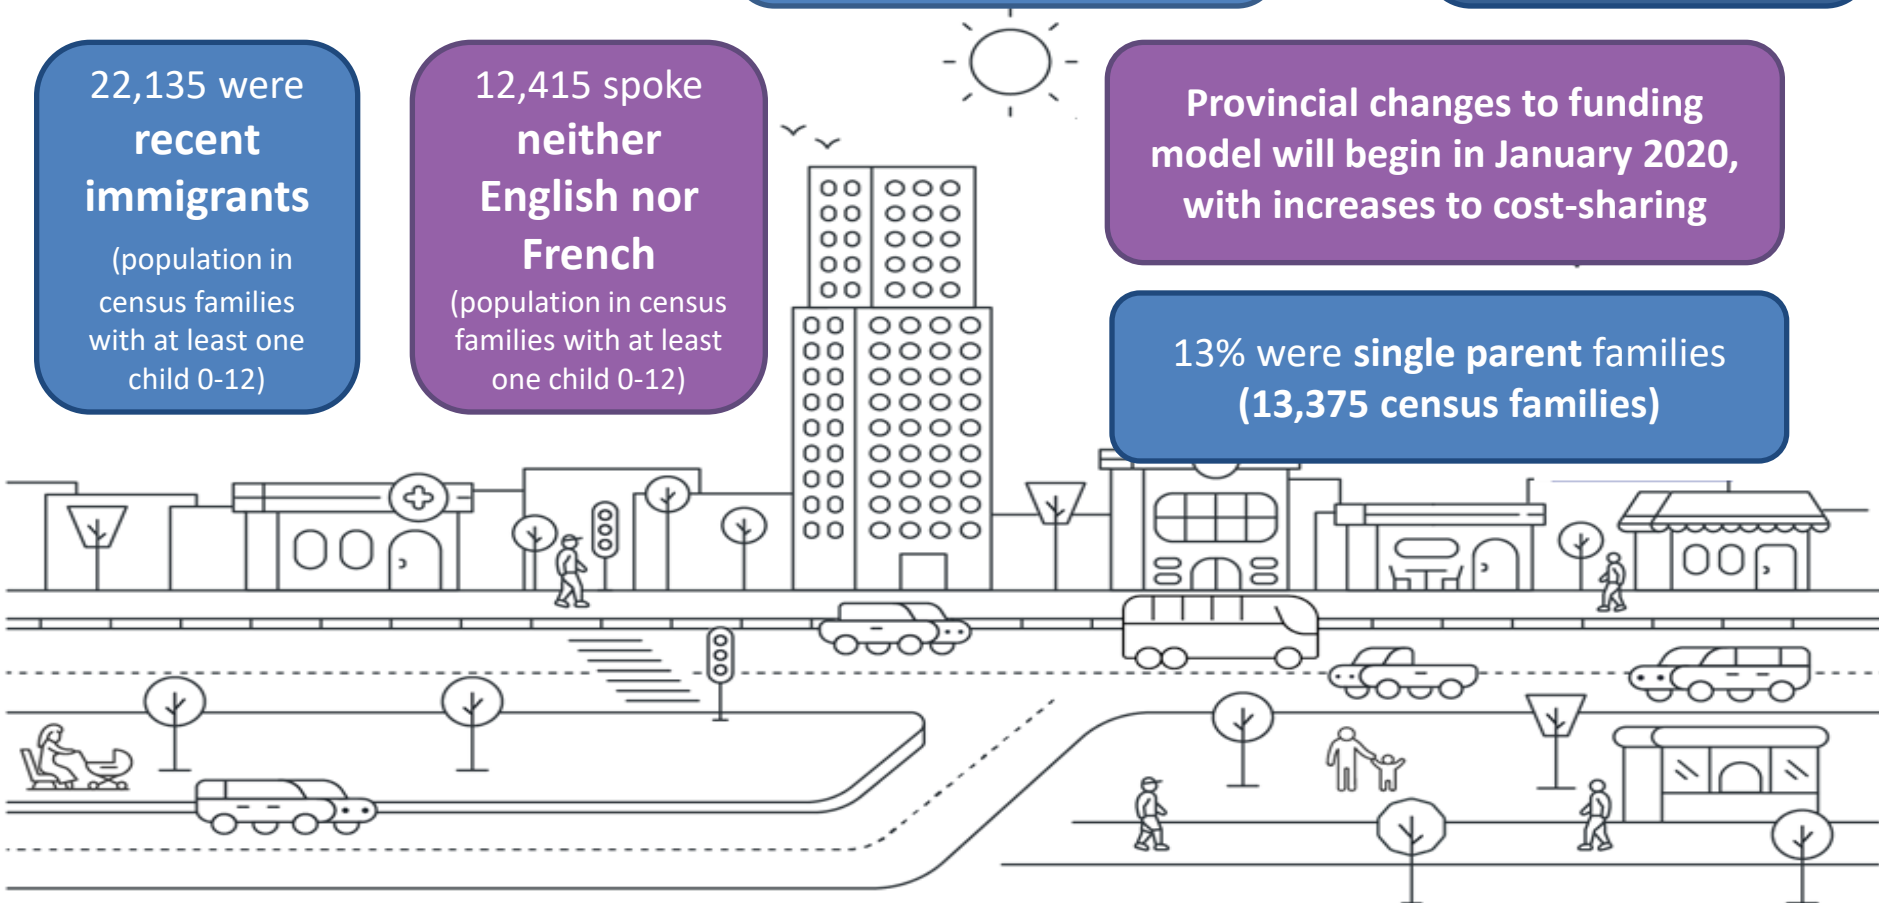 22,135 were
recent
immigrants
(population in
census families
with at least one
child 0-12)
12,415 spoke
neither
English nor
French
(population in census
families with at least
one child 0-12)
Provincial changes to funding
model will begin in January 2020,
with increases to cost-sharing
13% were single parent families
(13,375 census families)